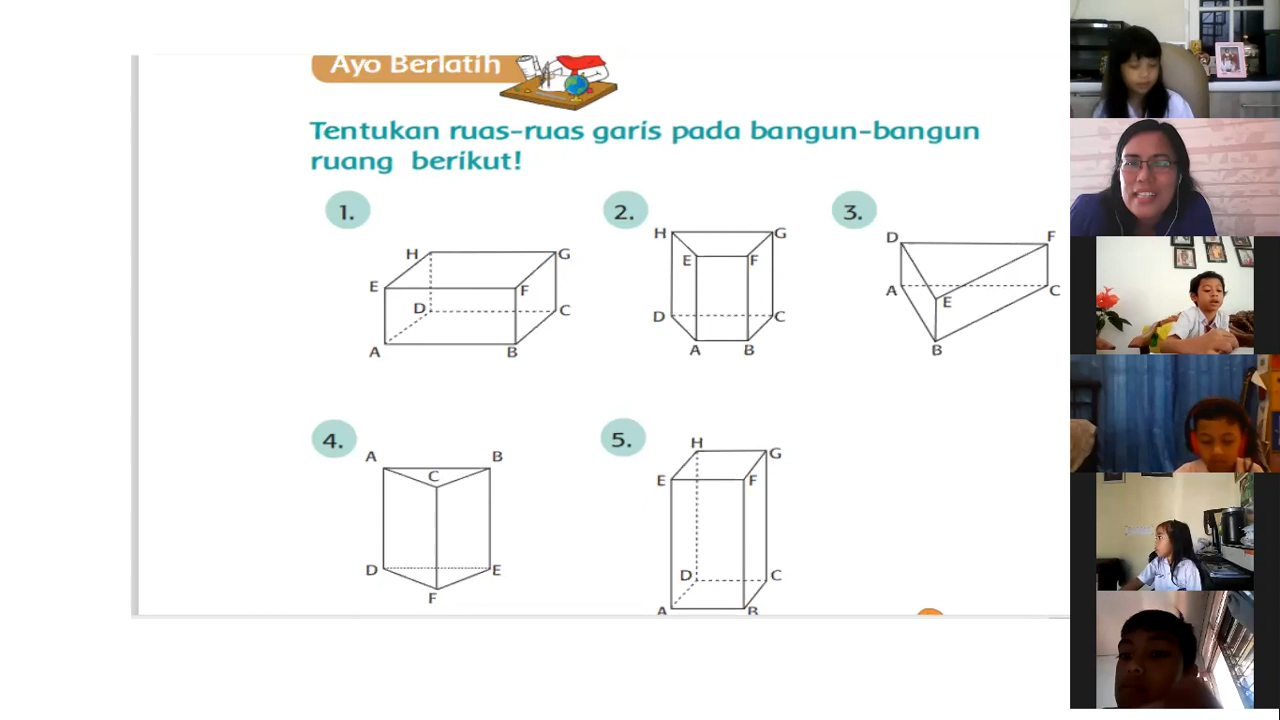 Ayo Berlatih
Tentukan ruas-ruas garis pada bangun-bangun
ruang berikut!
1.
H G
E F
D C
A B
2.
H G
E F
D C
A B
3.
D F
A E C
B
4.
A B
C
D E
F
5.
H G
E F
D C
A B